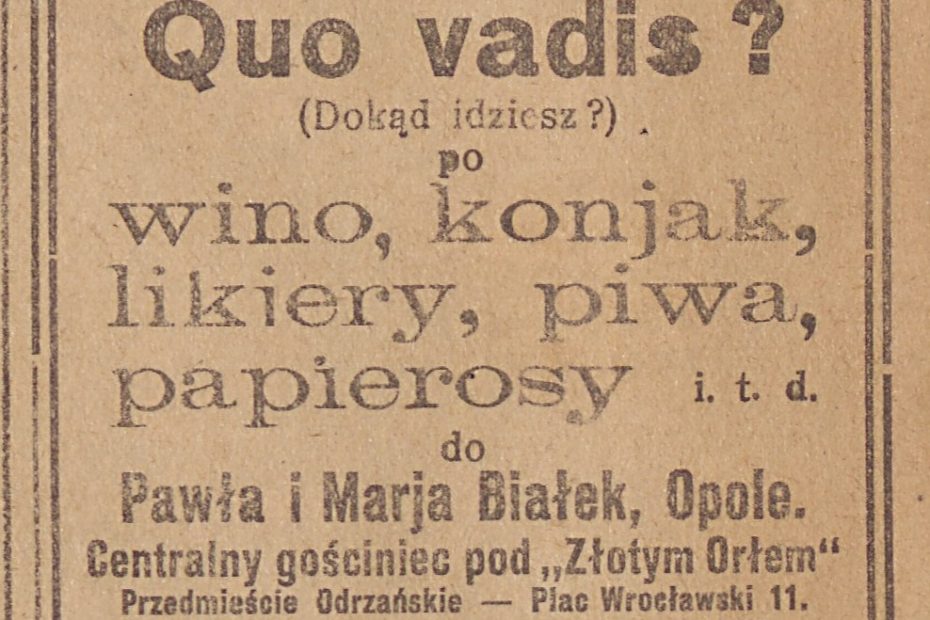 Quo vadis?
(Dokąd idziesz?)
po
wino, konjak,
likiery, piwa,
papierosy i. t. d.
do
Pawła i Marja Białek, Opole.
Centralny gościniec pod „Złotym Orłem“
Przedmieście Odrzańskie — Plac Wrocławski 11.